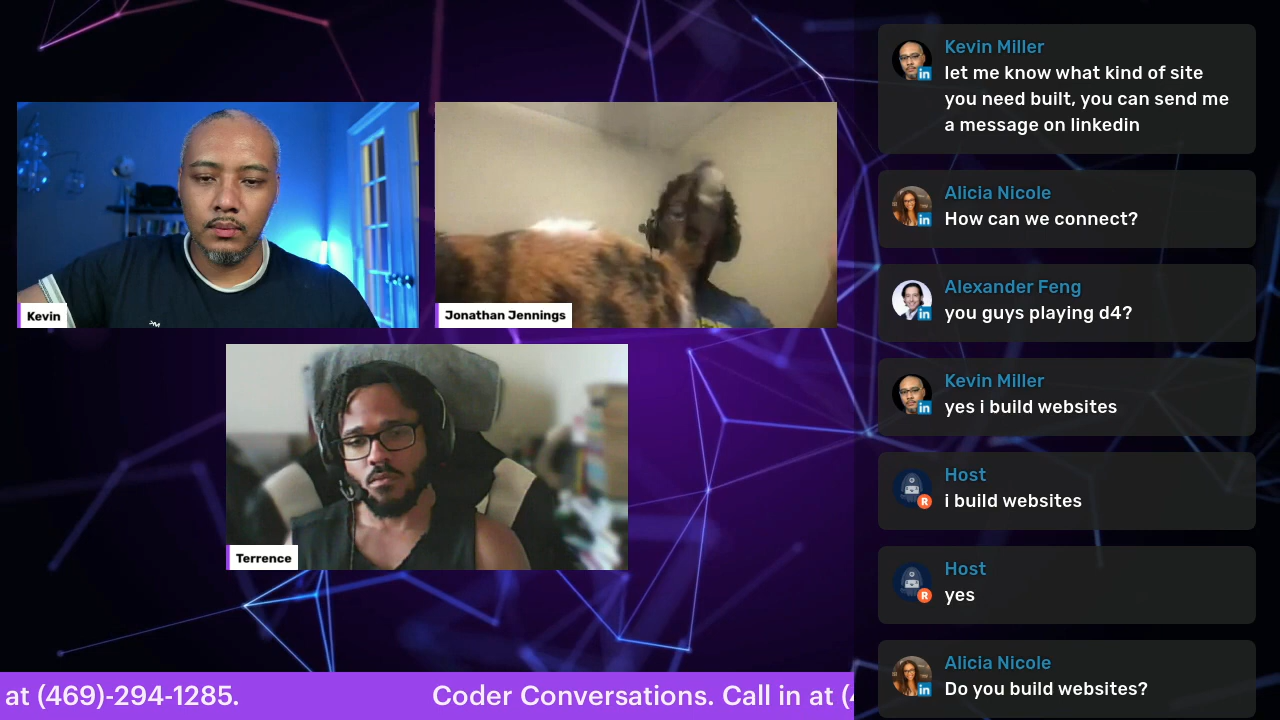 Kevin
Jonathan Jennings
Terrence
at (469)-294-1285.
Coder Conversations. Call in at (
Kevin Miller
let me know what kind of site
you need built, you can send me
a message on linkedin
Alicia Nicole
How can we connect?
Alexander Feng
you guys playing d4?
Kevin Miller
yes i build websites
Host
i build websites
Host
yes
Alicia Nicole
Do you build websites?